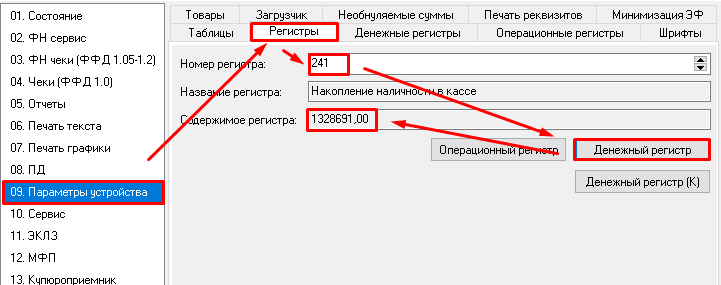 01. Состояние
02. ФН сервис
03. ФН чеки (ФФД 1.05-1.2)
04. Чеки (ФФД 1.0)
05. Отчеты
06. Печать текста
07. Печать графики
08. ПД
09. Параметры устройства
10. Сервис
11. ЭКЛЗ
12. МФП
13. Купюроприемник
Товары Загрузчик Необнуляемые суммы Печать реквизитов Минимизация ЭФ
Таблицы Регистры Денежные регистры Операционные регистры Шрифты
Номер регистра: 241
Название регистра: Накопление наличности в кассе
Содержимое регистра: 1328691,00
Операционный регистр Денежный регистр
Денежный регистр (К)